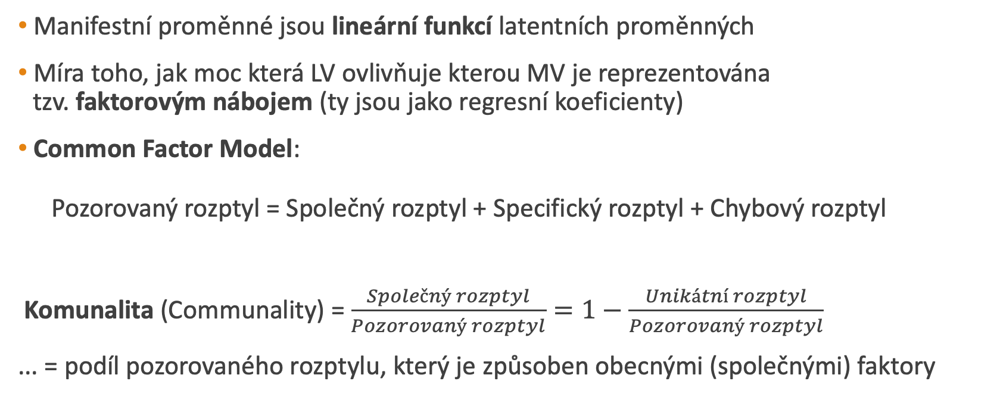 • Manifestní proměnné jsou lineární funkcí latentních proměnných
• Míra toho, jak moc která LV ovlivňuje kterou MV je reprezentována
tzv. faktorovým nábojem (ty jsou jako regresní koeficienty)
• Common Factor Model:
Pozorovaný rozptyl = Společný rozptyl + Specifický rozptyl + Chybový rozptyl
Komunalita (Communality) = Společný rozptyl / Pozorovaný rozptyl = 1 − Unikátní rozptyl / Pozorovaný rozptyl
... = podíl pozorovaného rozptylu, který je způsoben obecnými (společnými) faktory